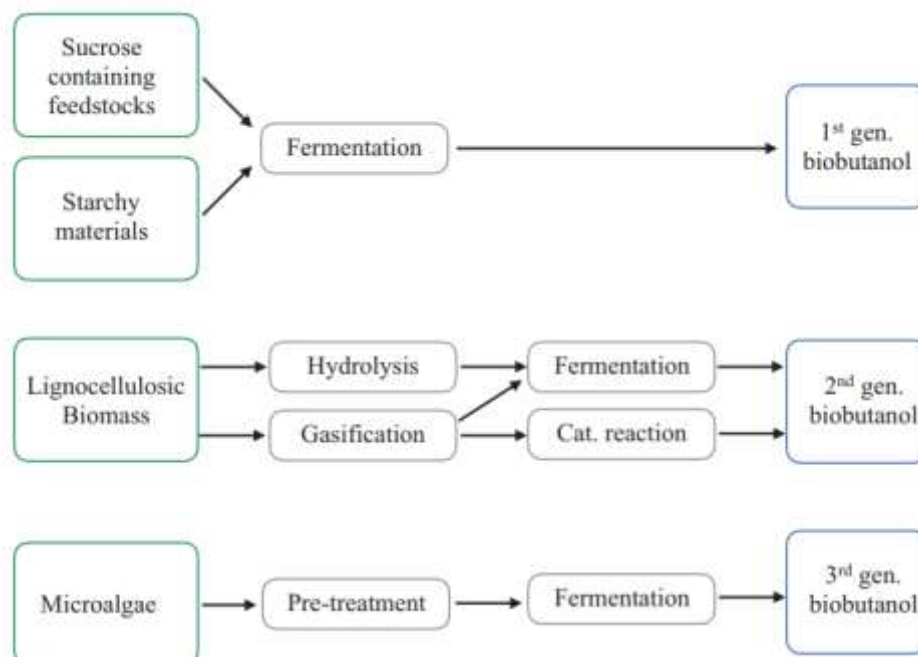 Sucrose
containing
feedstocks
Starchy
materials
Fermentation
1st gen.
biobutanol
Lignocellulosic
Biomass
Hydrolysis
Gasification
Fermentation
Cat. reaction
2nd gen.
biobutanol
Microalgae
Pre-treatment
Fermentation
3rd gen.
biobutanol